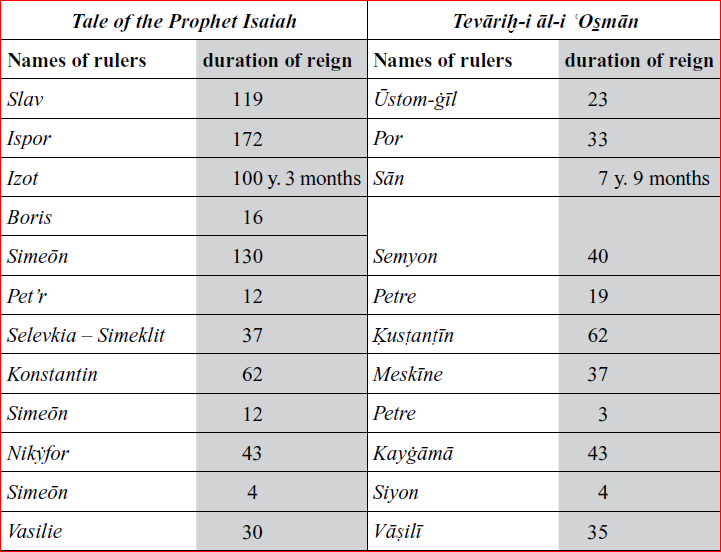 Tale of the Prophet Isaiah Tevāriḫ-i āl-i ʿOs̱mān
Names of rulers duration of reign Names of rulers duration of reign
Slav 119 Ūstom-ġīl 23
Ispor 172 Por 33
Izot 100 y. 3 months Sān 7 y. 9 months
Boris 16
Simeōn 130 Semyon 40
Pet’r 12 Petre 19
Selevkia – Simeklit 37 Ḳusṭanṭīn 62
Konstantin 62 Meskīne 37
Simeōn 12 Petre 3
Nikẏfor 43 Kayġāmā 43
Simeōn 4 Siyon 4
Vasilie 30 Vāṣilī 35